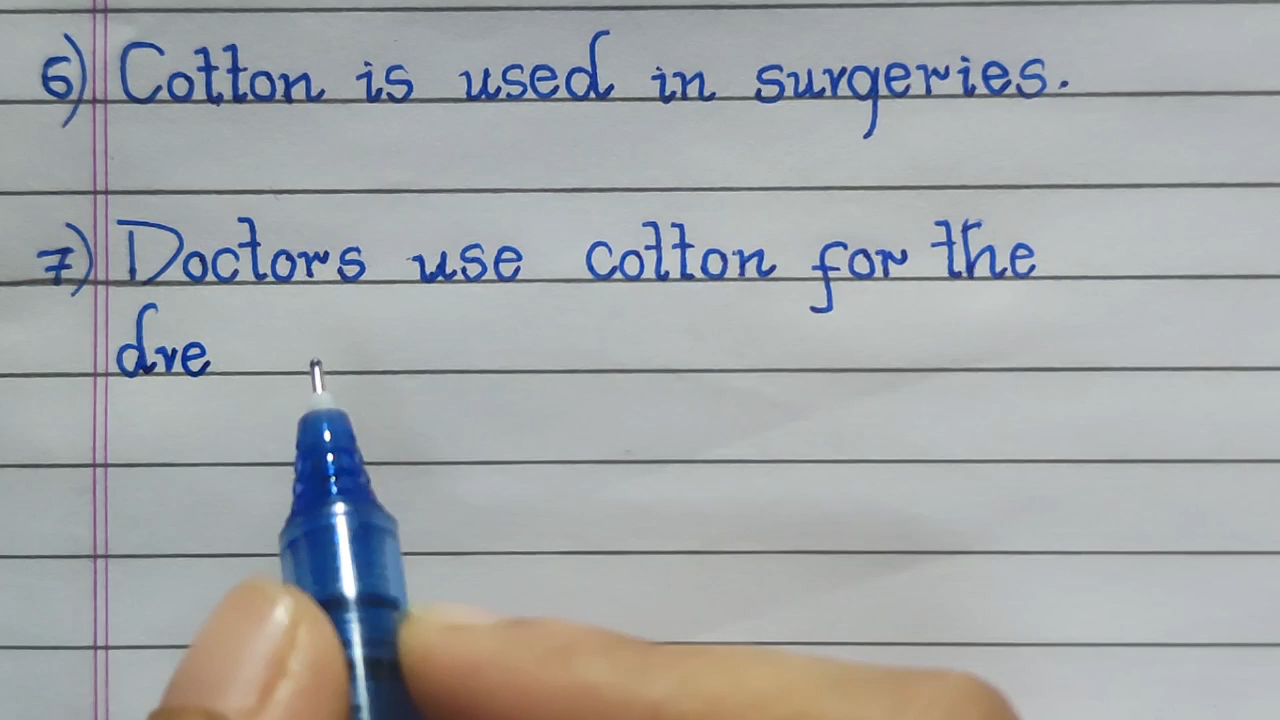 6) Cotton is used in surgeries.
7) Doctors use cotton for the
dre